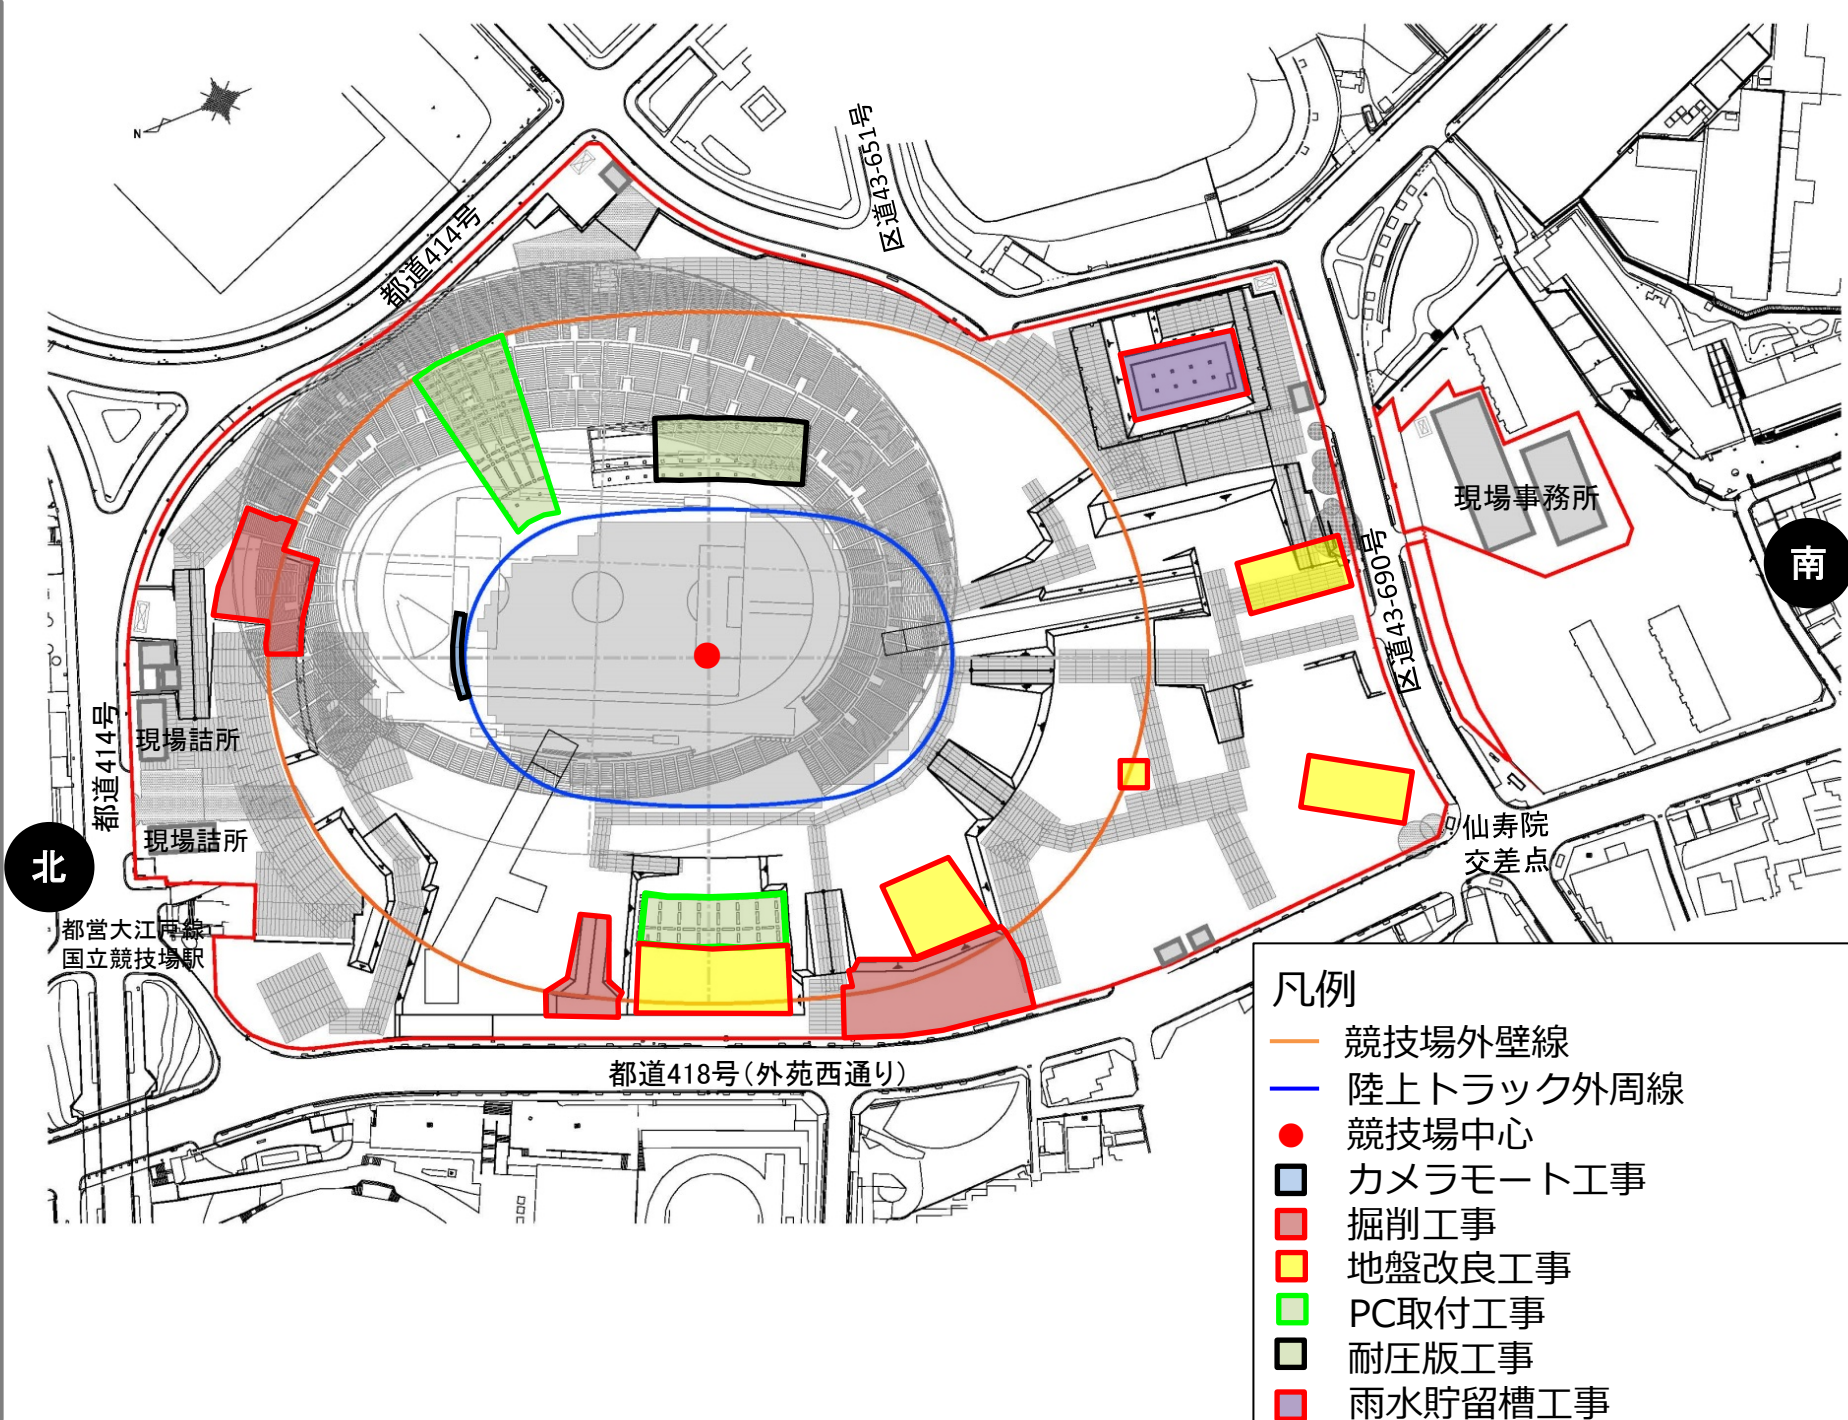 N
都道414号
区道43-651号
現場事務所
南
区道43-690号
都道414号
現場詰所
現場詰所
北
仙寿院
交差点
都営大江戸線
国立競技場駅
都道418号(外苑西通り)
凡例
競技場外壁線
陸上トラック外周線
競技場中心
カメラモート工事
掘削工事
地盤改良工事
PC取付工事
耐圧版工事
雨水貯留槽工事